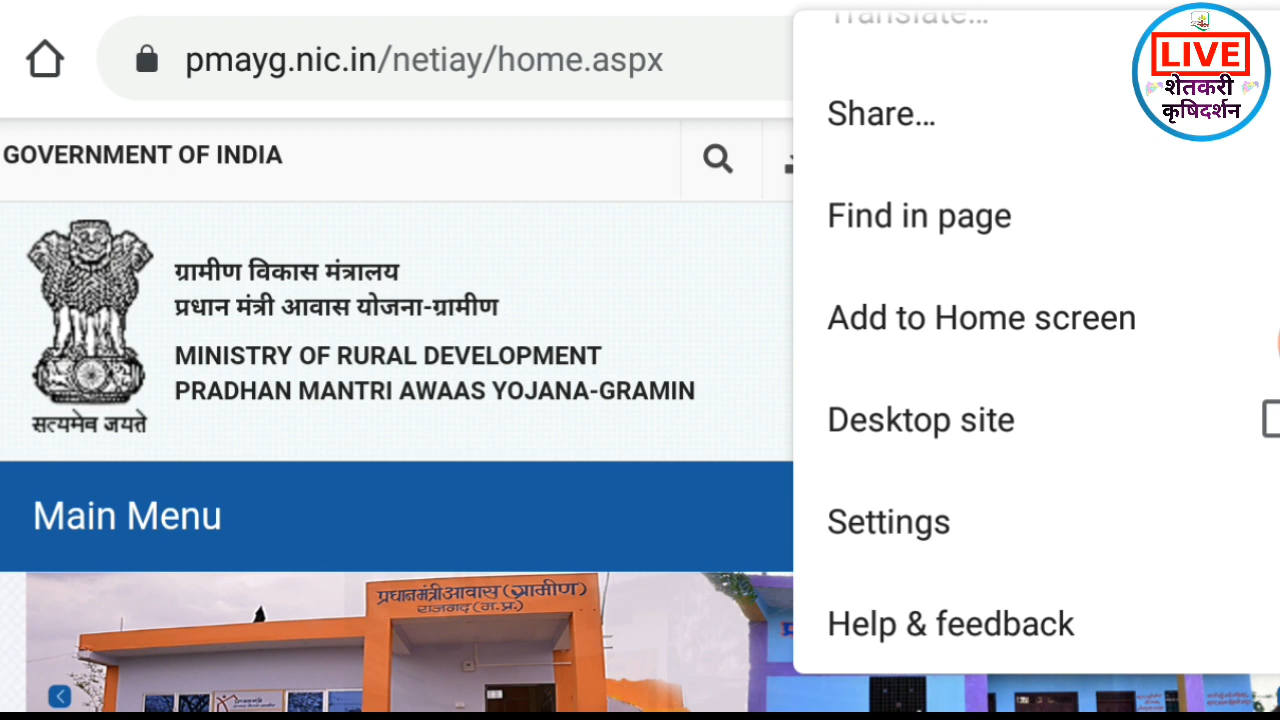 pmayg.nic.in/netiay/home.aspx
GOVERNMENT OF INDIA
ग्रामीण विकास मंत्रालय
प्रधान मंत्री आवास योजना-ग्रामीण
MINISTRY OF RURAL DEVELOPMENT
PRADHAN MANTRI AWAAS YOJANA-GRAMIN
सत्यमेव जयते
Main Menu
प्रधानमंत्री आवास (ग्रामीण)
राजगढ़ (म.प्र.)
Translate...
Share...
Find in page
Add to Home screen
Desktop site
Settings
Help & feedback
LIVE
शेतकरी
कृषिदर्शन